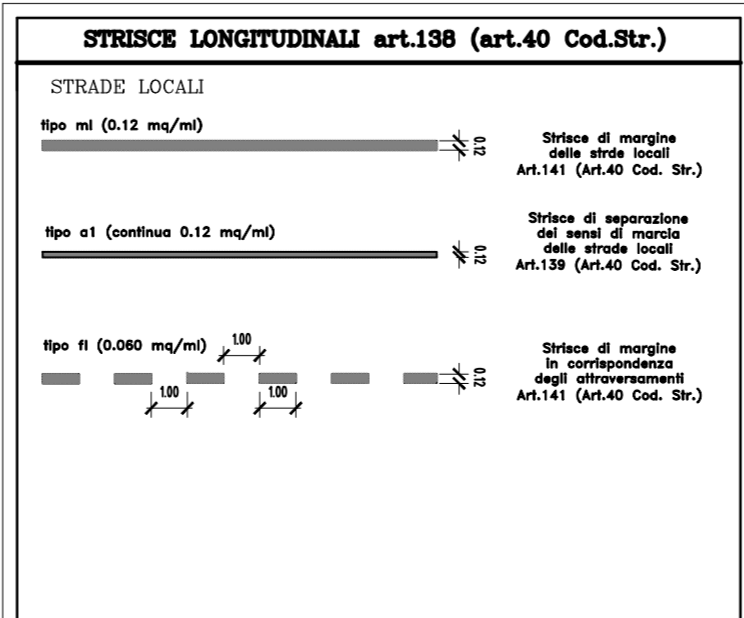 STRISCE LONGITUDINALI art.138 (art.40 Cod.Str.)
STRADE LOCALI
tipo ml (0.12 mq/ml)
0.12
Strisce di margine
delle strde locali
Art.141 (Art.40 Cod. Str.)
tipo a1 (continua 0.12 mq/ml)
0.12
Strisce di separazione
dei sensi di marcia
delle strade locali
Art.139 (Art.40 Cod. Str.)
tipo fl (0.060 mq/ml)
1.00
1.00
1.00
0.12
Strisce di margine
in corrispondenza
degli attraversamenti
Art.141 (Art.40 Cod. Str.)